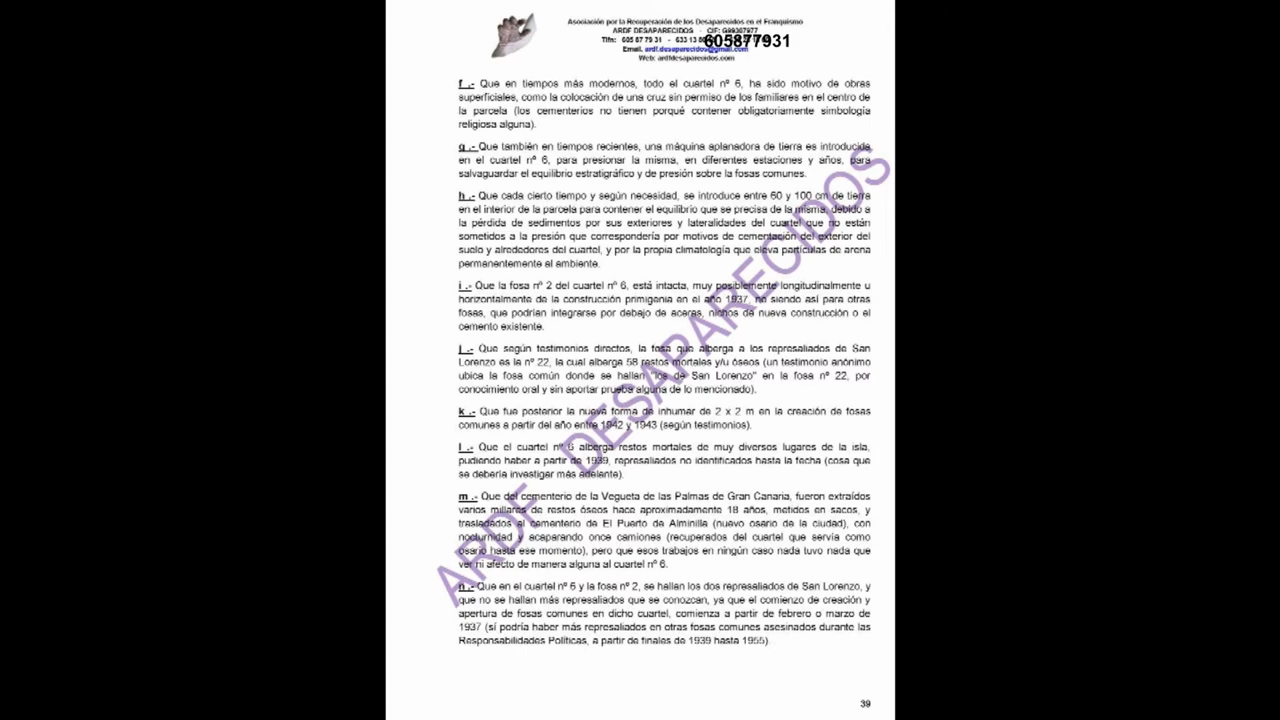 Asociación por la Recuperación de los Desaparecidos en el Franquismo
ARDF DESAPARECIDOS - CIF: G99307977
Tlfn: 605 87 79 31 - 633 13
605877931
Email. ardf.desaparecidos@gmail.com
Web: ardfdesaparecidos.com
f .- Que en tiempos más modernos, todo el cuartel nº 6, ha sido motivo de obras
superficiales, como la colocación de una cruz sin permiso de los familiares en el centro de
la parcela (los cementerios no tienen porqué contener obligatoriamente simbología
religiosa alguna).
g .- Que también en tiempos recientes, una máquina aplanadora de tierra es introducida
en el cuartel nº 6, para presionar la misma, en diferentes estaciones y años, para
salvaguardar el equilibrio estratigráfico y de presión sobre la fosas comunes.
h .- Que cada cierto tiempo y según necesidad, se introduce entre 60 y 100 cm de tierra
en el interior de la parcela para contener el equilibrio que se precisa de la misma, debido a
la pérdida de sedimentos por sus exteriores y lateralidades del cuartel que no están
sometidos a la presión que correspondería por motivos de cementación del exterior del
suelo y alrededores del cuartel, y por la propia climatología que eleva partículas de arena
permanentemente al ambiente.
i .- Que la fosa nº 2 del cuartel nº 6, está intacta, muy posiblemente longitudinalmente u
horizontalmente de la construcción primigenia en el año 1937, no siendo así para otras
fosas, que podrían integrarse por debajo de aceras, nichos de nueva construcción o el
cemento existente.
j .- Que según testimonios directos, la fosa que alberga a los represaliados de San
Lorenzo es la nº 22, la cual alberga 58 restos mortales y/u óseos (un testimonio anónimo
ubica la fosa común donde se hallan "los de San Lorenzo" en la fosa nº 22, por
conocimiento oral y sin aportar prueba alguna de lo mencionado).
k .- Que fue posterior la nueva forma de inhumar de 2 x 2 m en la creación de fosas
comunes a partir del año entre 1942 y 1943 (según testimonios).
l .- Que el cuartel nº 6 alberga restos mortales de muy diversos lugares de la isla,
pudiendo haber a partir de 1939, represaliados no identificados hasta la fecha (cosa que
se debería investigar más adelante).
m .- Que del cementerio de la Vegueta de las Palmas de Gran Canaria, fueron extraídos
varios millares de restos óseos hace aproximadamente 18 años, metidos en sacos, y
trasladados al cementerio de El Puerto de Alminilla (nuevo osario de la ciudad), con
nocturnidad y acaparando once camiones (recuperados del cuartel que servía como
osario hasta ese momento), pero que esos trabajos en ningún caso nada tuvo nada que
ver ni afecto de manera alguna al cuartel nº 6.
n .- Que en el cuartel nº 6 y la fosa nº 2, se hallan los dos represaliados de San Lorenzo, y
que no se hallan más represaliados que se conozcan, ya que el comienzo de creación y
apertura de fosas comunes en dicho cuartel, comienza a partir de febrero o marzo de
1937 (sí podría haber más represaliados en otras fosas comunes asesinados durante las
Responsabilidades Políticas, a partir de finales de 1939 hasta 1955).
ARDF DESAPARECIDOS
39